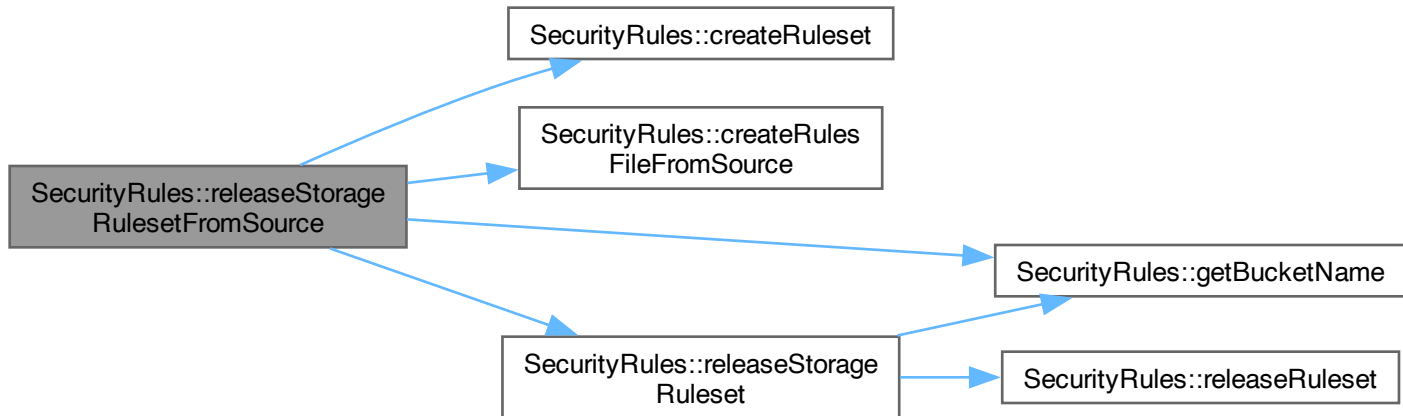 SecurityRules::createRuleset
SecurityRules::createRules
FileFromSource
SecurityRules::releaseStorage
RulesetFromSource
SecurityRules::getBucketName
SecurityRules::releaseStorage
Ruleset
SecurityRules::releaseRuleset